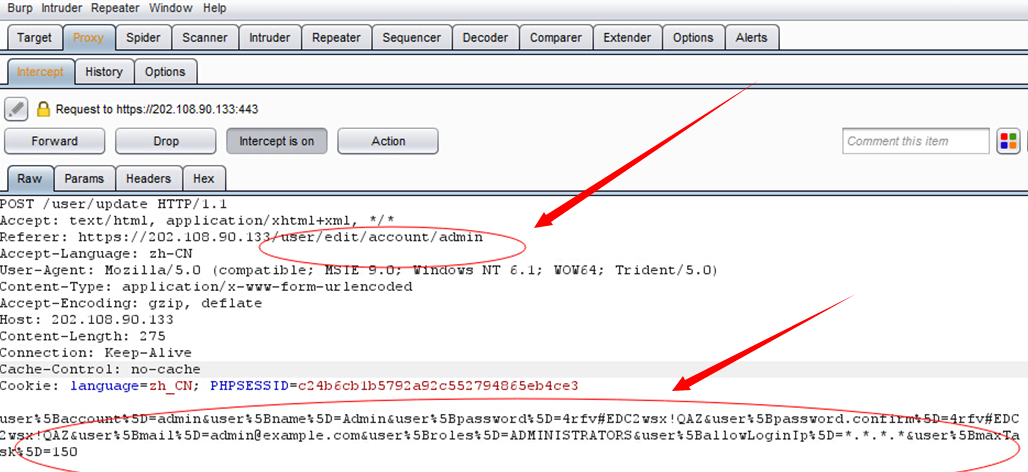 Burp Intruder Repeater Window Help
Target Proxy Spider Scanner Intruder Repeater Sequencer Decoder Comparer Extender Options Alerts
Intercept History Options
Request to https://202.108.90.133:443
Forward Drop Intercept is on Action Comment this item
Raw Params Headers Hex
POST /user/update HTTP/1.1
Accept: text/html, application/xhtml+xml, */*
Referer: https://202.108.90.133/user/edit/account/admin
Accept-Language: zh-CN
User-Agent: Mozilla/5.0 (compatible; MSIE 9.0; Windows NT 6.1; WOW64; Trident/5.0)
Content-Type: application/x-www-form-urlencoded
Accept-Encoding: gzip, deflate
Host: 202.108.90.133
Content-Length: 275
Connection: Keep-Alive
Cache-Control: no-cache
Cookie: language=zh_CN; PHPSESSID=c24b6cb1b5792a92c552794865eb4ce3
user%5Baccount%5D=admin&user%5Bname%5D=Admin&user%5Bpassword%5D=4rfv#EDC2wsx!QAZ&user%5Bpassword.confirm%5D=4rfv#EDC
2wsx!QAZ&user%5Bmail%5D=admin@example.com&user%5Broles%5D=ADMINISTRATORS&user%5BallowLoginIp%5D=*.*.*.*&user%5BmaxTa
sk%5D=150